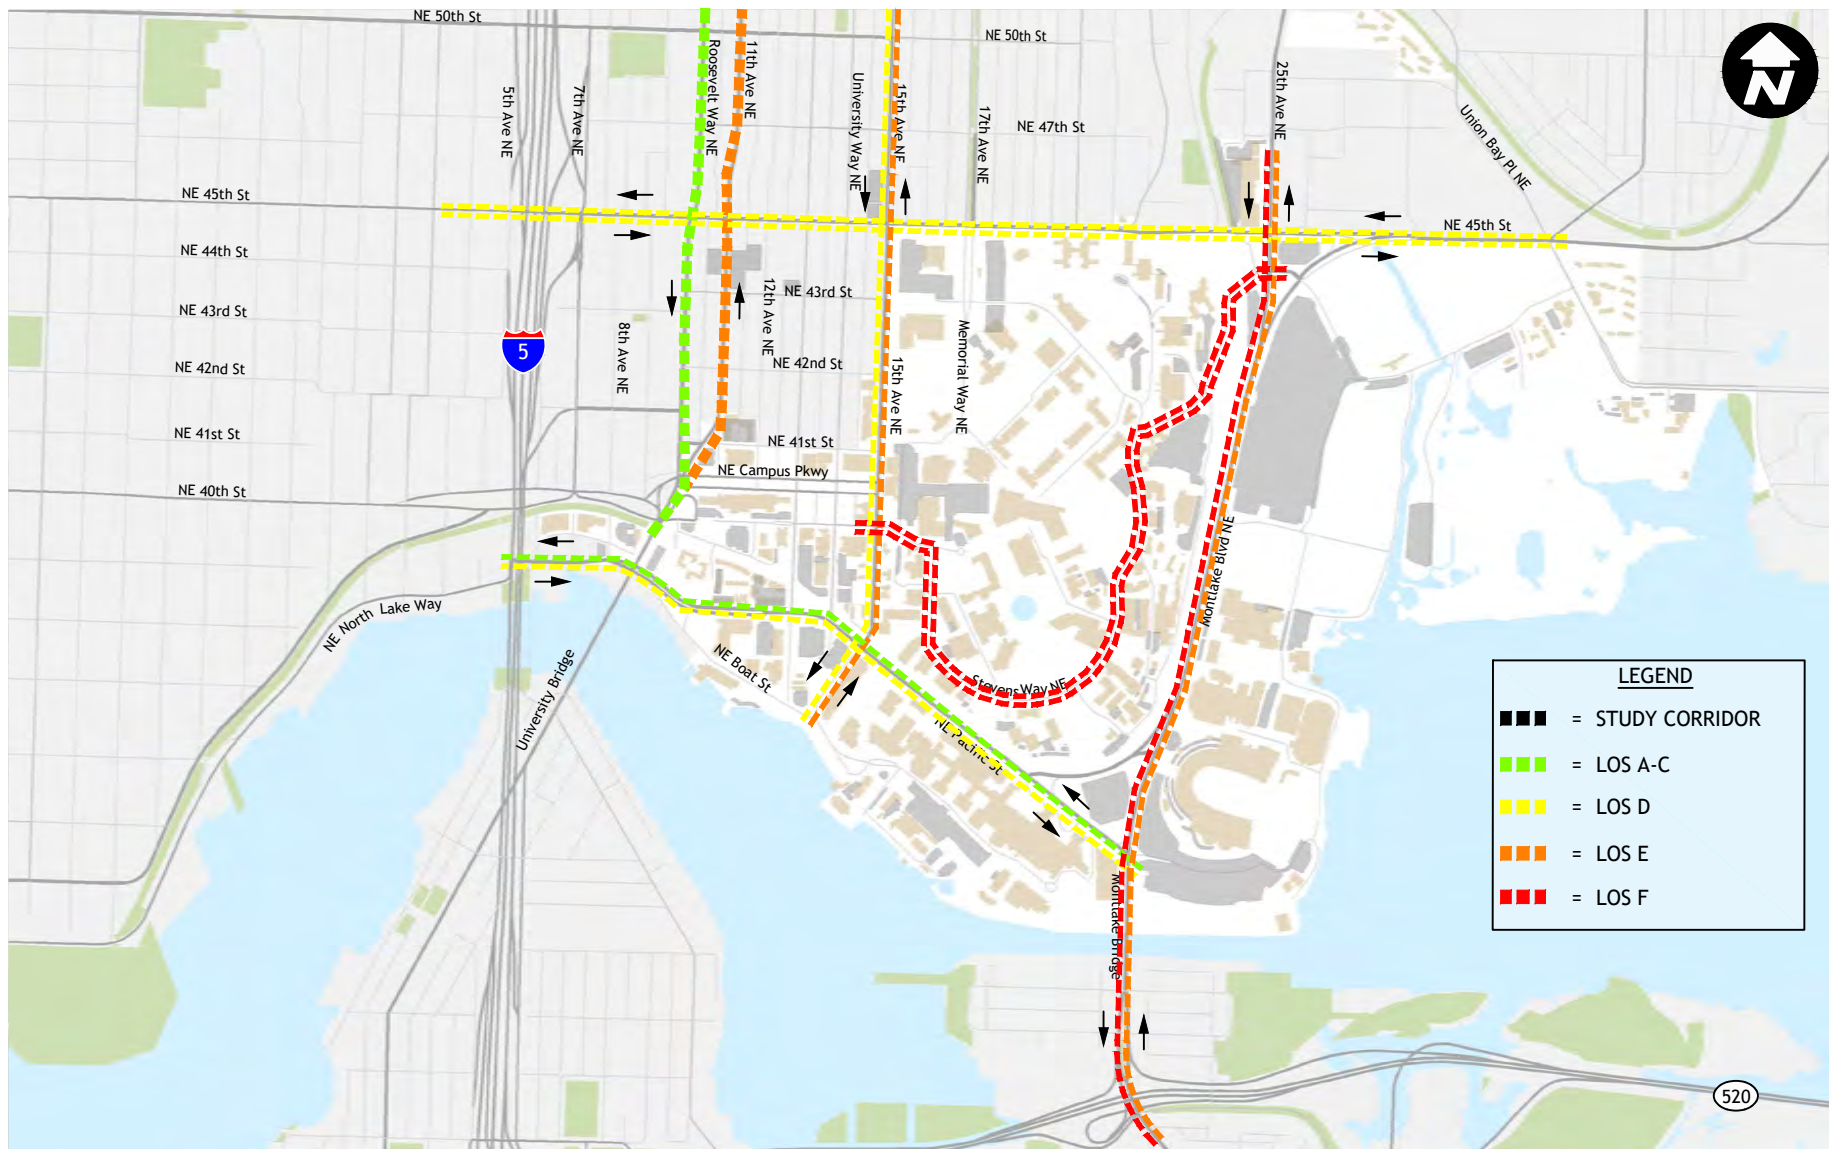 NE 50th St
NE 50th St
5th Ave NE
7th Ave NE
Roosevelt Way NE
11th Ave NE
University Way NE
15th Ave NE
17th Ave NE
NE 47th St
25th Ave NE
Union Bay Pl NE
N
NE 45th St
NE 45th St
NE 44th St
NE 43rd St
NE 43rd St
12th Ave NE
5
8th Ave NE
Memorial Way NE
NE 42nd St
NE 42nd St
15th Ave NE
NE 41st St
NE 41st St
NE Campus Pkwy
NE 40th St
Montlake Blvd NE
NE North Lake Way
University Bridge
NE Boat St
Stevens Way NE
NE Pacific St
Montlake Bridge
520
LEGEND
= STUDY CORRIDOR
= LOS A-C
= LOS D
= LOS E
= LOS F